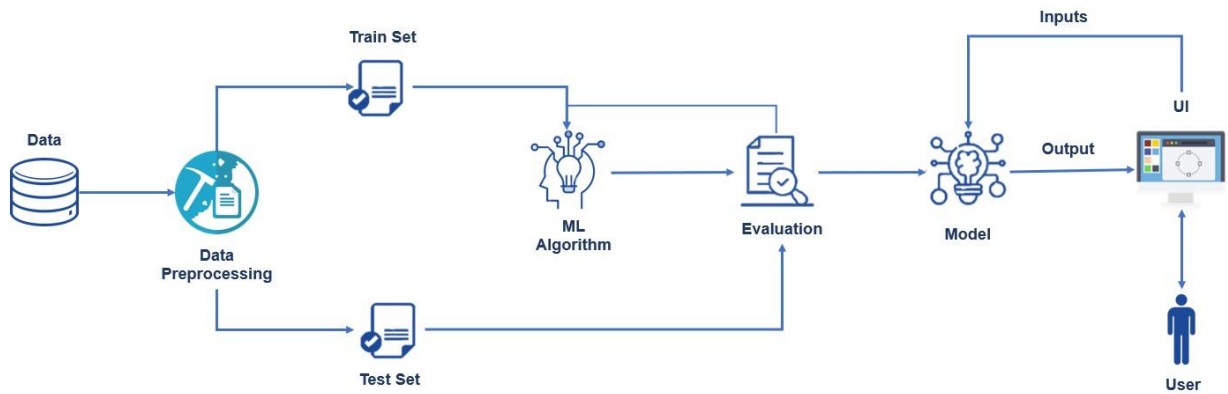 Inputs
Train Set
UI
Data
Output
ML
Algorithm
Evaluation
Model
Data
Preprocessing
Test Set
User